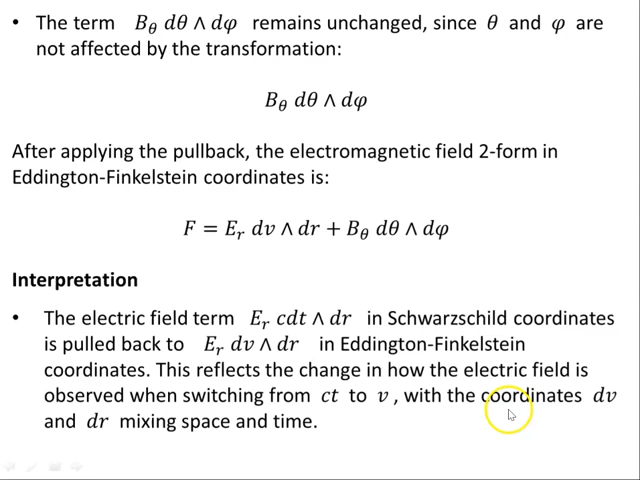 • The term B_θ dθ ∧ dφ remains unchanged, since θ and φ are
not affected by the transformation:
B_θ dθ ∧ dφ
After applying the pullback, the electromagnetic field 2-form in
Eddington-Finkelstein coordinates is:
F = E_r dv ∧ dr + B_θ dθ ∧ dφ
Interpretation
• The electric field term E_r cdt ∧ dr in Schwarzschild coordinates
is pulled back to E_r dv ∧ dr in Eddington-Finkelstein
coordinates. This reflects the change in how the electric field is
observed when switching from ct to v , with the coordinates dv
and dr mixing space and time.